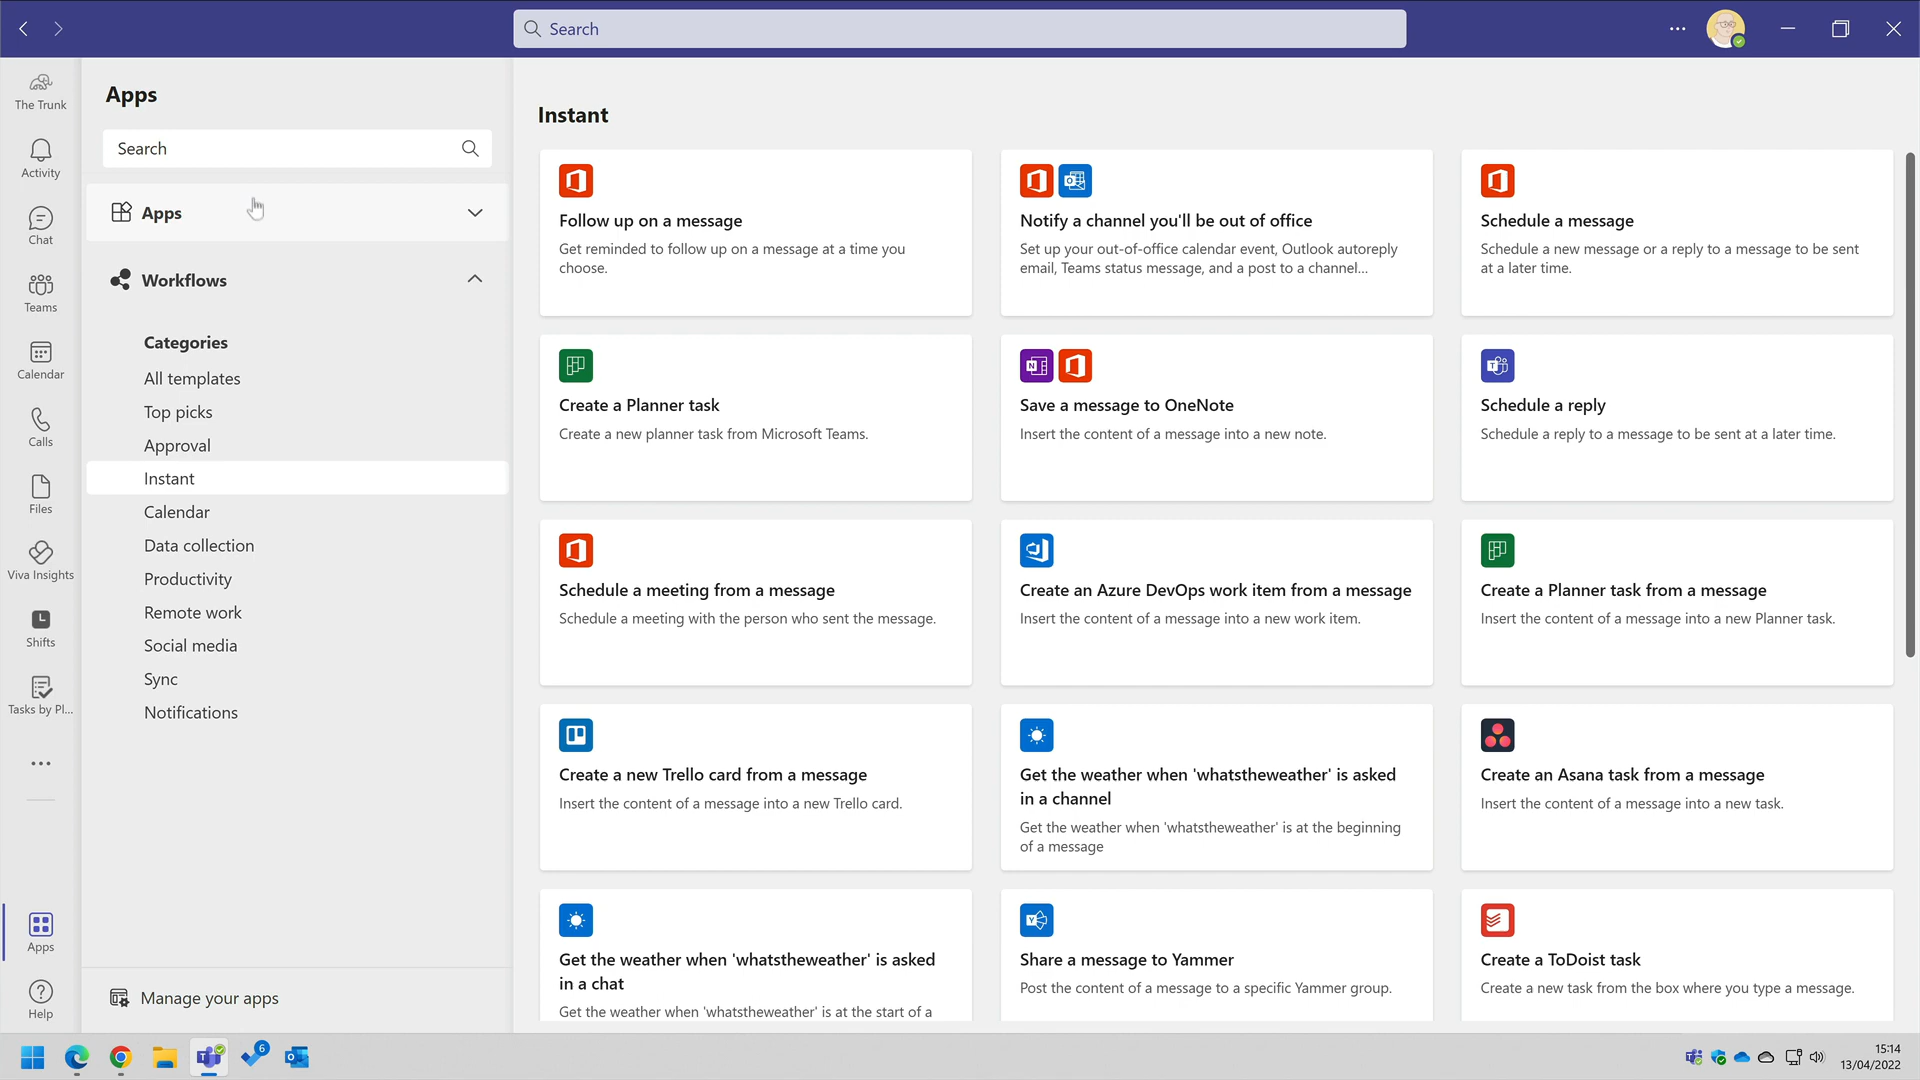 Search
The Trunk
Activity
Chat
Teams
Calendar
Calls
Files
Viva Insights
Shifts
Tasks by Pl...
Apps
Help
Apps
Search
Apps
Workflows
Categories
All templates
Top picks
Approval
Instant
Calendar
Data collection
Productivity
Remote work
Social media
Sync
Notifications
Manage your apps
Instant
Follow up on a message
Get reminded to follow up on a message at a time you
choose.
Notify a channel you'll be out of office
Set up your out-of-office calendar event, Outlook autoreply
email, Teams status message, and a post to a channel...
Schedule a message
Schedule a new message or a reply to a message to be sent
at a later time.
Create a Planner task
Create a new planner task from Microsoft Teams.
Save a message to OneNote
Insert the content of a message into a new note.
Schedule a reply
Schedule a reply to a message to be sent at a later time.
Schedule a meeting from a message
Schedule a meeting with the person who sent the message.
Create an Azure DevOps work item from a message
Insert the content of a message into a new work item.
Create a Planner task from a message
Insert the content of a message into a new Planner task.
Create a new Trello card from a message
Insert the content of a message into a new Trello card.
Get the weather when 'whatstheweather' is asked
in a channel
Get the weather when 'whatstheweather' is at the beginning
of a message
Create an Asana task from a message
Insert the content of a message into a new task.
Get the weather when 'whatstheweather' is asked
in a chat
Get the weather when 'whatstheweather' is at the start of a
Share a message to Yammer
Post the content of a message to a specific Yammer group.
Create a ToDoist task
Create a new task from the box where you type a message.
6
15:14
13/04/2022